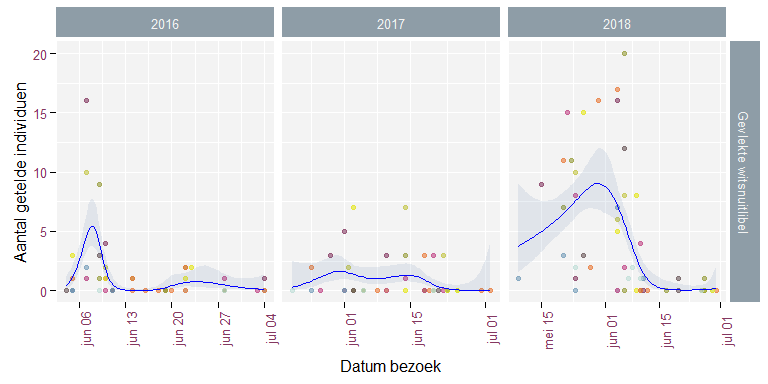 2016 2017 2018
20
15
10
5
0
Aantal getelde individuen
Gevlekte witsnuitlibel
jun 06 jun 13 jun 20 jun 27 jul 04 jun 01 jun 15 jul 01 mei 15 jun 01 jun 15 jul 01
Datum bezoek